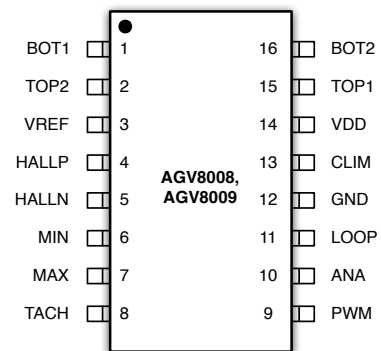 BOT1 1 16 BOT2
TOP2 2 15 TOP1
VREF 3 14 VDD
HALLP 4 13 CLIM
AGV8008,
AGV8009
HALLN 5 12 GND
MIN 6 11 LOOP
MAX 7 10 ANA
TACH 8 9 PWM